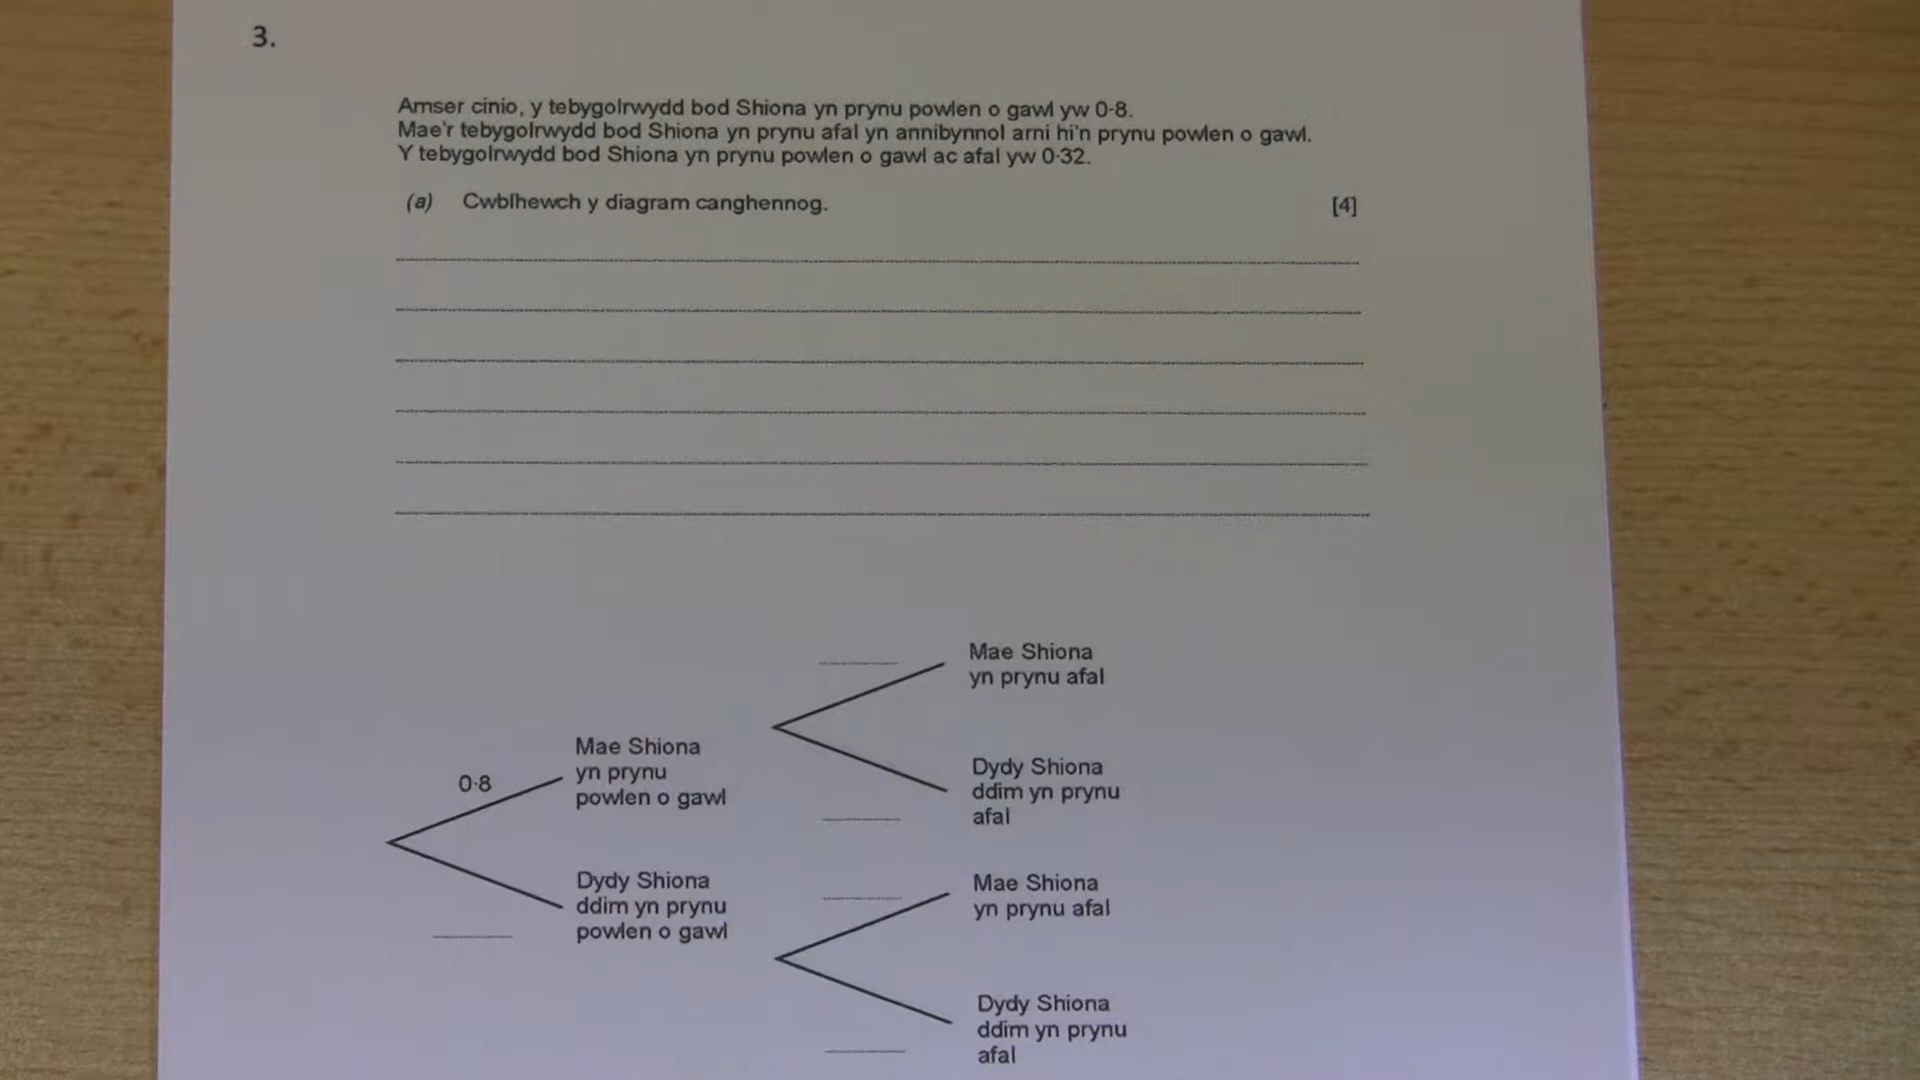 3.
Amser cinio, y tebygolrwydd bod Shiona yn prynu powlen o gawl yw 0·8.
Mae'r tebygolrwydd bod Shiona yn prynu afal yn annibynnol arni hi'n prynu powlen o gawl.
Y tebygolrwydd bod Shiona yn prynu powlen o gawl ac afal yw 0·32.
(a) Cwblhewch y diagram canghennog. [4]
Mae Shiona
yn prynu afal
Mae Shiona
yn prynu
powlen o gawl
0·8
Dydy Shiona
ddim yn prynu
afal
Dydy Shiona
ddim yn prynu
powlen o gawl
Mae Shiona
yn prynu afal
Dydy Shiona
ddim yn prynu
afal